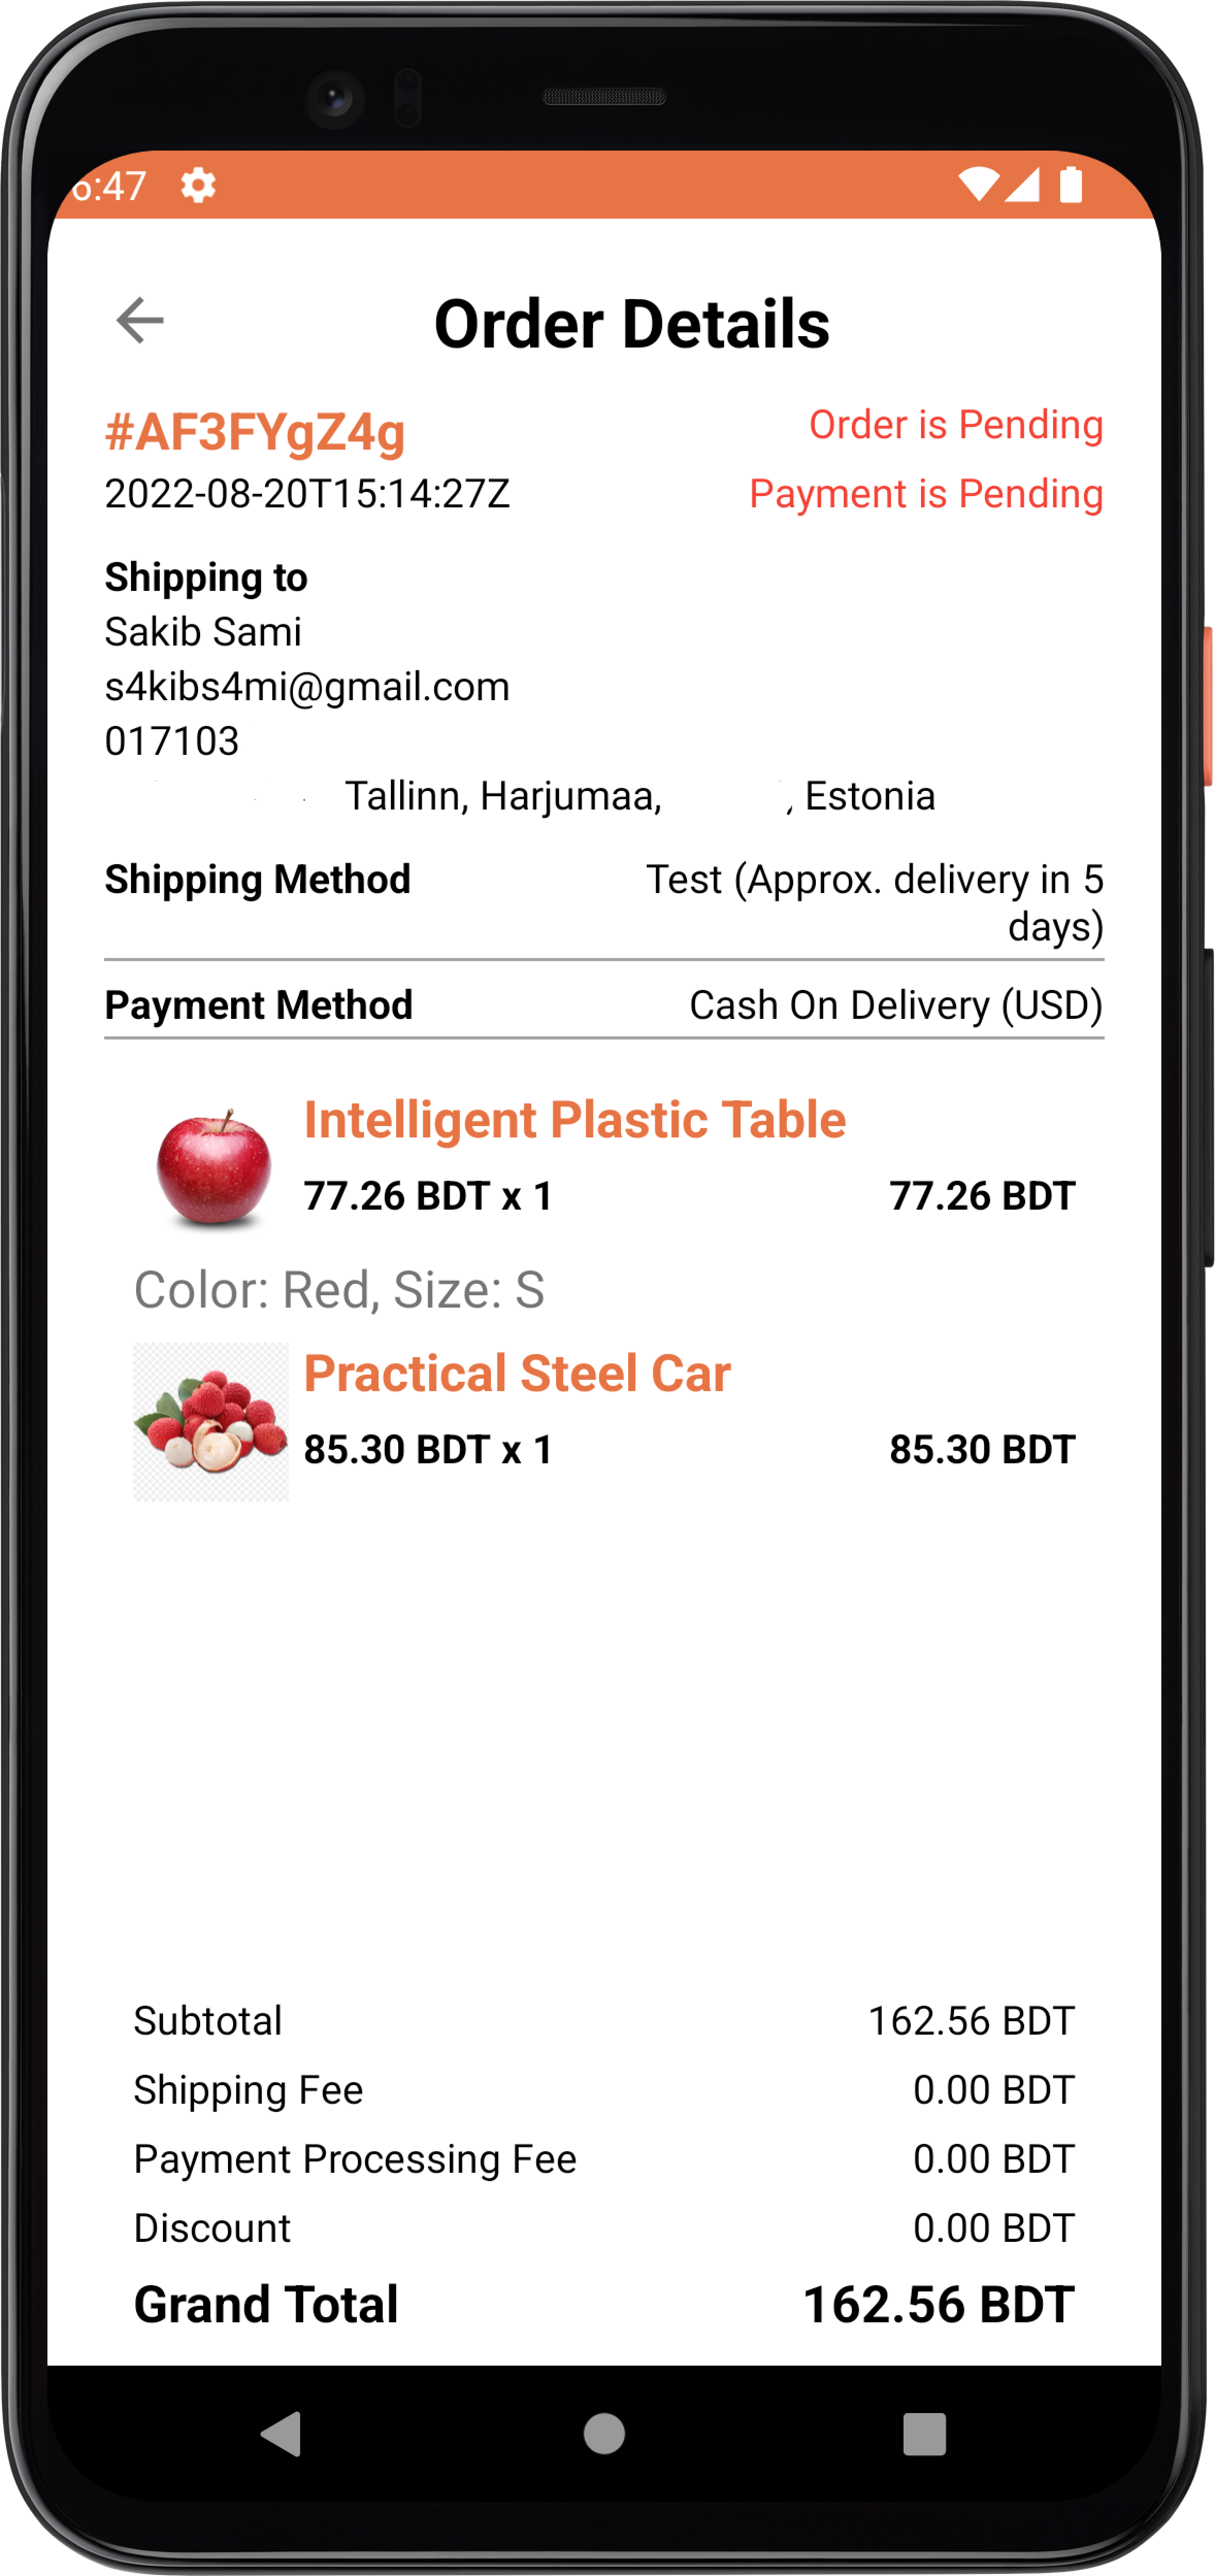 6:47
Order Details
#AF3FYgZ4g
Order is Pending
2022-08-20T15:14:27Z
Payment is Pending
Shipping to
Sakib Sami
s4kibs4mi@gmail.com
017103
Tallinn, Harjumaa, , Estonia
Shipping Method
Test (Approx. delivery in 5
days)
Payment Method
Cash On Delivery (USD)
Intelligent Plastic Table
77.26 BDT x 1
77.26 BDT
Color: Red, Size: S
Practical Steel Car
85.30 BDT x 1
85.30 BDT
Subtotal
162.56 BDT
Shipping Fee
0.00 BDT
Payment Processing Fee
0.00 BDT
Discount
0.00 BDT
Grand Total
162.56 BDT